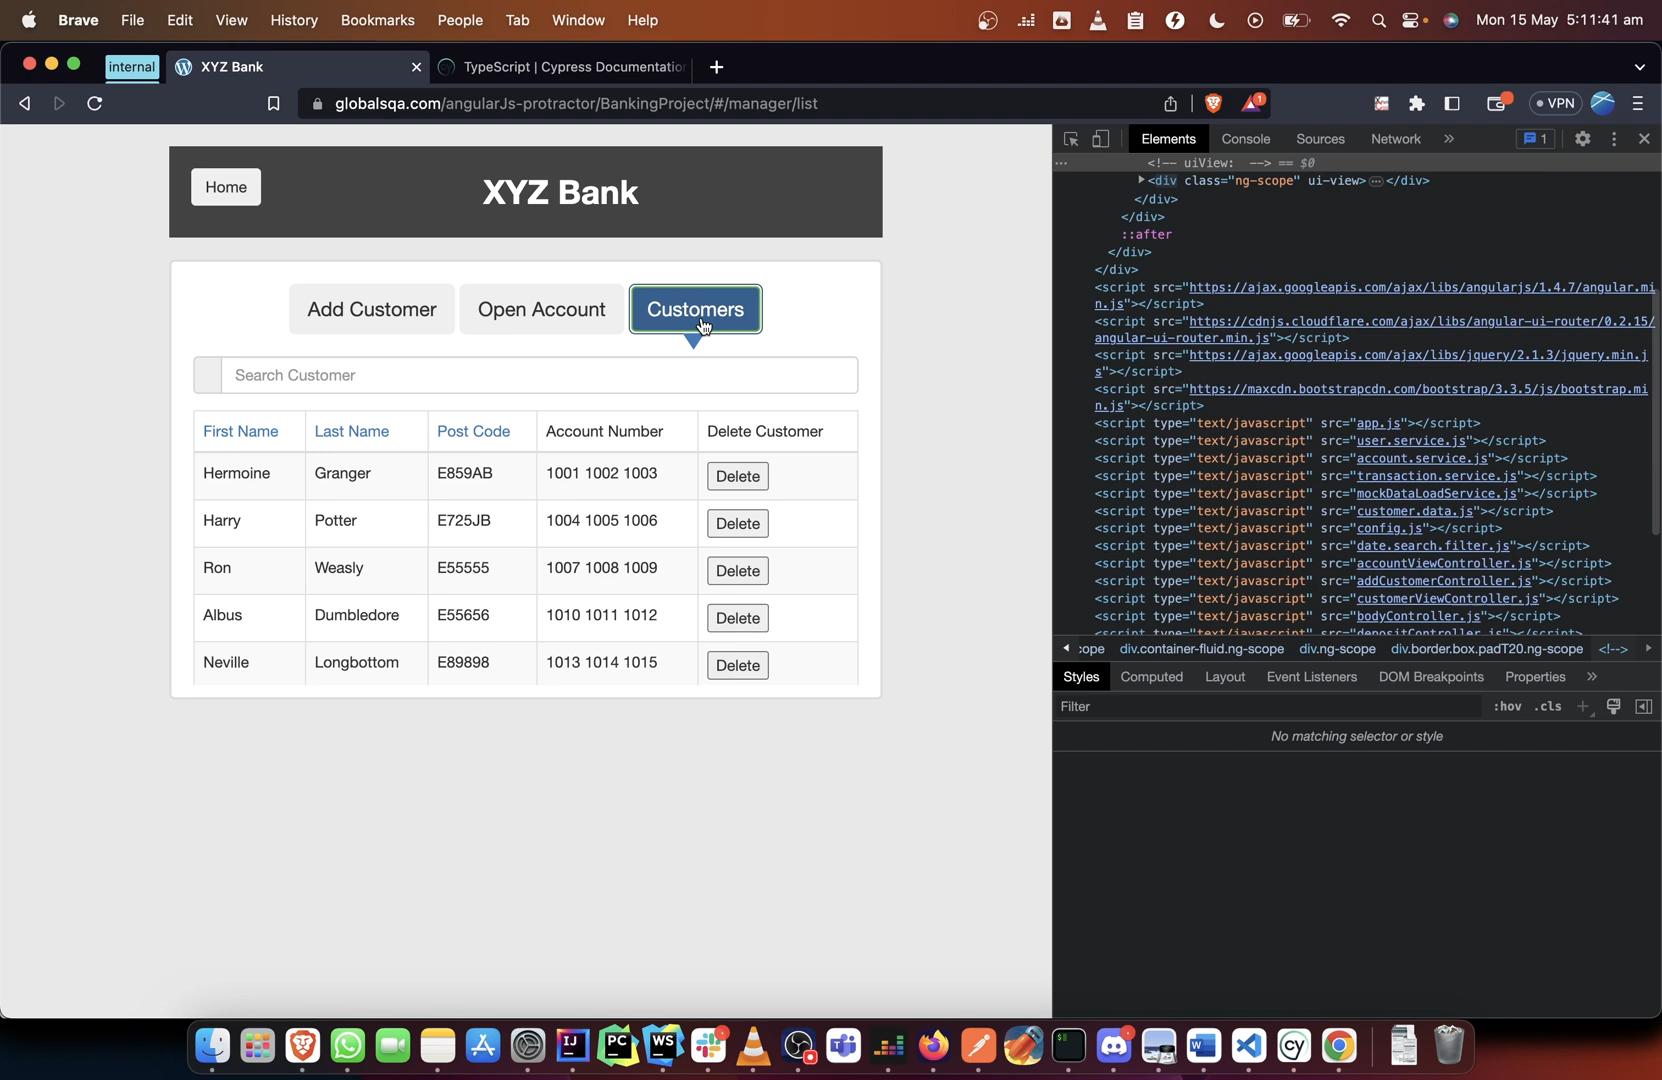 Brave File Edit View History Bookmarks People Tab Window Help Mon 15 May 5:11:41 am
internal XYZ Bank TypeScript | Cypress Documentation
globalsqa.com/angularJs-protractor/BankingProject/#/manager/list VPN
Home
XYZ Bank
Add Customer Open Account Customers
Search Customer
First Name Last Name Post Code Account Number Delete Customer
Hermoine Granger E859AB 1001 1002 1003 Delete
Harry Potter E725JB 1004 1005 1006 Delete
Ron Weasly E55555 1007 1008 1009 Delete
Albus Dumbledore E55656 1010 1011 1012 Delete
Neville Longbottom E89898 1013 1014 1015 Delete
Elements Console Sources Network » 1
<!-- uiView: --> == $0
<div class="ng-scope" ui-view>…</div>
</div>
</div>
::after
</div>
</div>
<script src="https://ajax.googleapis.com/ajax/libs/angularjs/1.4.7/angular.mi
n.js"></script>
<script src="https://cdnjs.cloudflare.com/ajax/libs/angular-ui-router/0.2.15/
angular-ui-router.min.js"></script>
<script src="https://ajax.googleapis.com/ajax/libs/jquery/2.1.3/jquery.min.j
s"></script>
<script src="https://maxcdn.bootstrapcdn.com/bootstrap/3.3.5/js/bootstrap.mi
n.js"></script>
<script type="text/javascript" src="app.js"></script>
<script type="text/javascript" src="user.service.js"></script>
<script type="text/javascript" src="account.service.js"></script>
<script type="text/javascript" src="transaction.service.js"></script>
<script type="text/javascript" src="mockDataLoadService.js"></script>
<script type="text/javascript" src="customer.data.js"></script>
<script type="text/javascript" src="config.js"></script>
<script type="text/javascript" src="date.search.filter.js"></script>
<script type="text/javascript" src="accountViewController.js"></script>
<script type="text/javascript" src="addCustomerController.js"></script>
<script type="text/javascript" src="customerViewController.js"></script>
<script type="text/javascript" src="bodyController.js"></script>
<script type="text/javascript" src="depositController.js"></script>
cope div.container-fluid.ng-scope div.ng-scope div.border.box.padT20.ng-scope <!-->
Styles Computed Layout Event Listeners DOM Breakpoints Properties »
Filter :hov .cls
No matching selector or style
IJ PC WS W cy